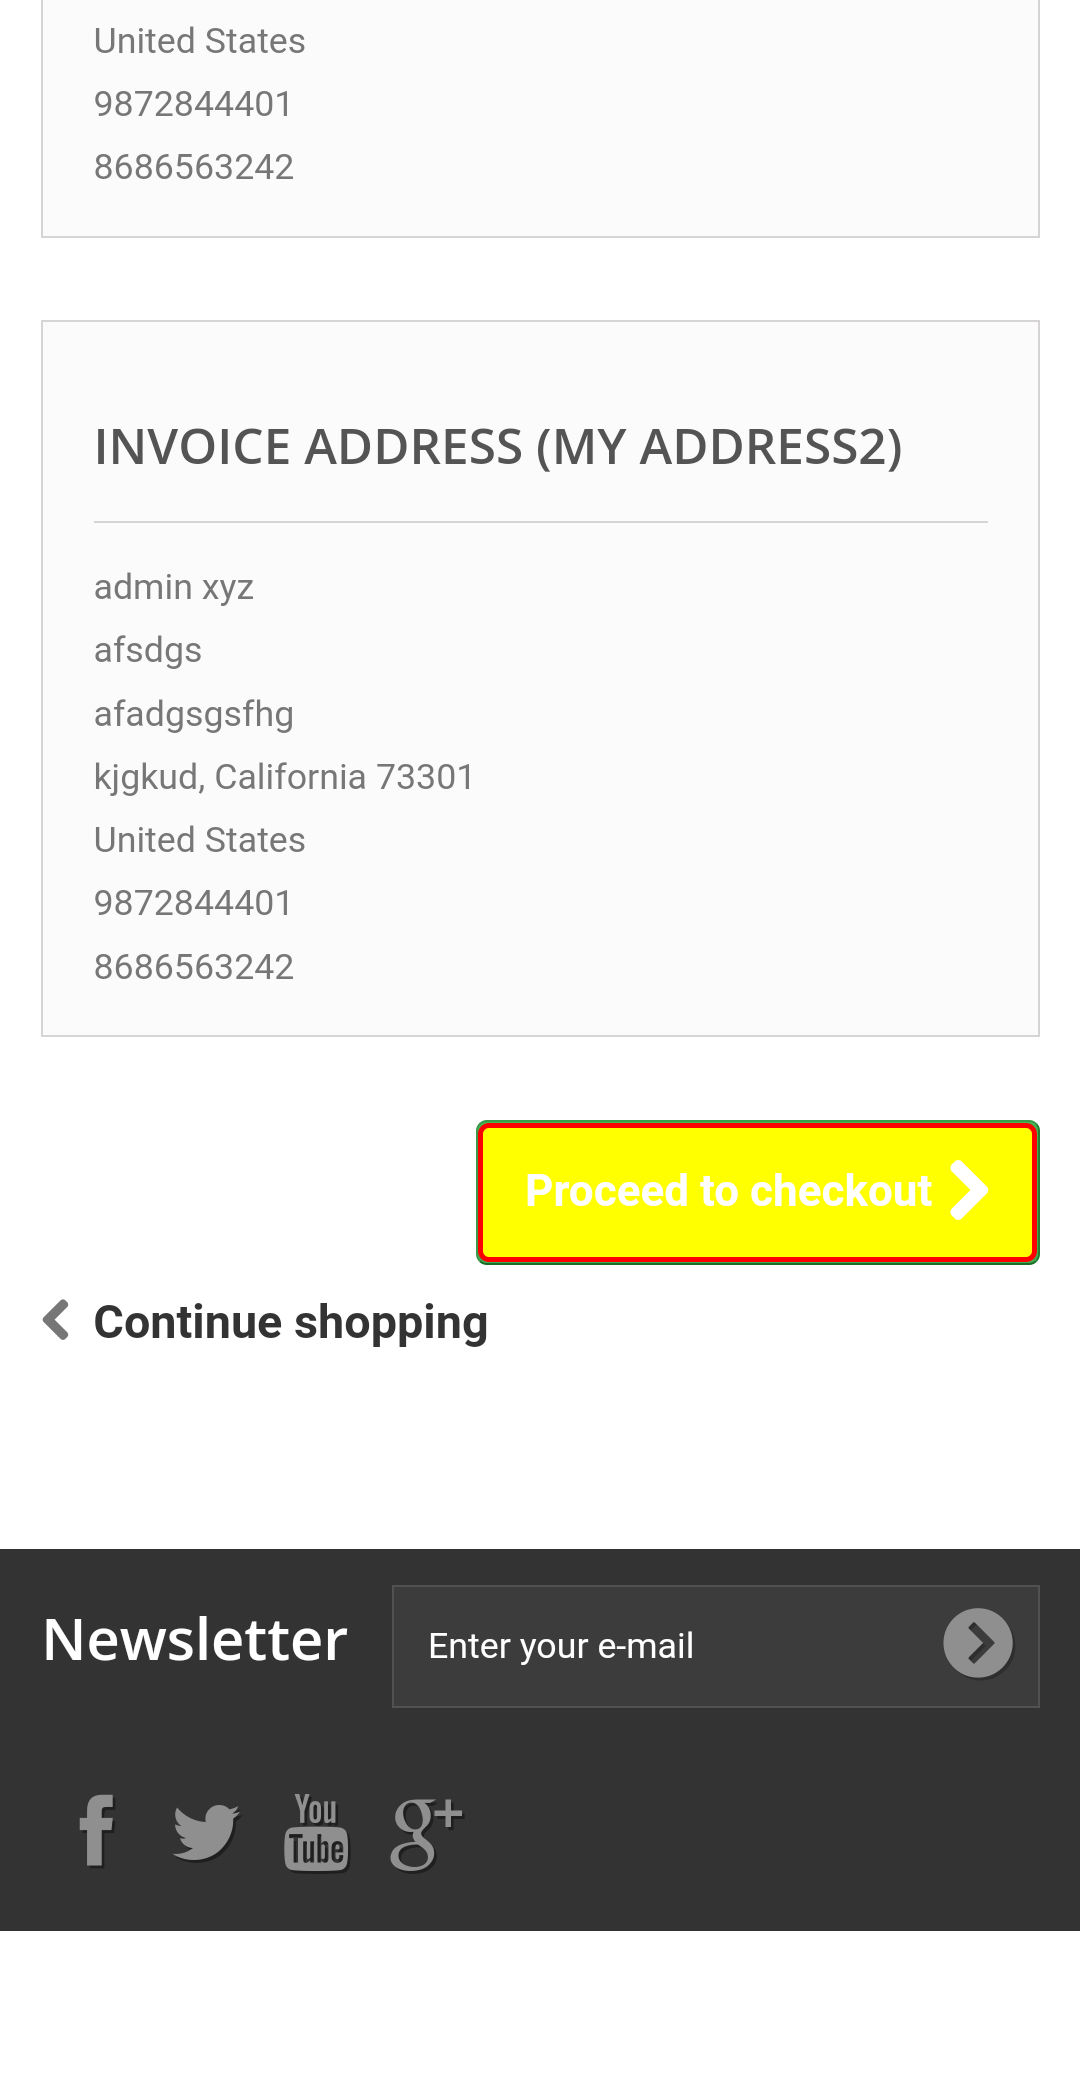 United States
9872844401
8686563242
INVOICE ADDRESS (MY ADDRESS2)
admin xyz
afsdgs
afadgsgsfhg
kjgkud, California 73301
United States
9872844401
8686563242
Proceed to checkout
Continue shopping
Newsletter
Enter your e-mail
f
You
Tube
g+